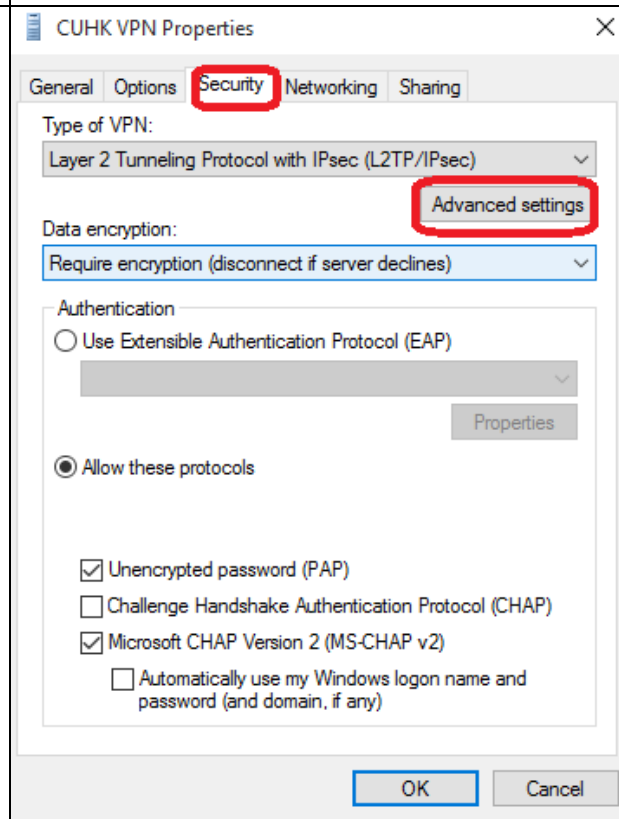 CUHK VPN Properties
General Options Security Networking Sharing
Type of VPN:
Layer 2 Tunneling Protocol with IPsec (L2TP/IPsec)
Advanced settings
Data encryption:
Require encryption (disconnect if server declines)
Authentication
Use Extensible Authentication Protocol (EAP)
Properties
Allow these protocols
Unencrypted password (PAP)
Challenge Handshake Authentication Protocol (CHAP)
Microsoft CHAP Version 2 (MS-CHAP v2)
Automatically use my Windows logon name and
password (and domain, if any)
OK Cancel